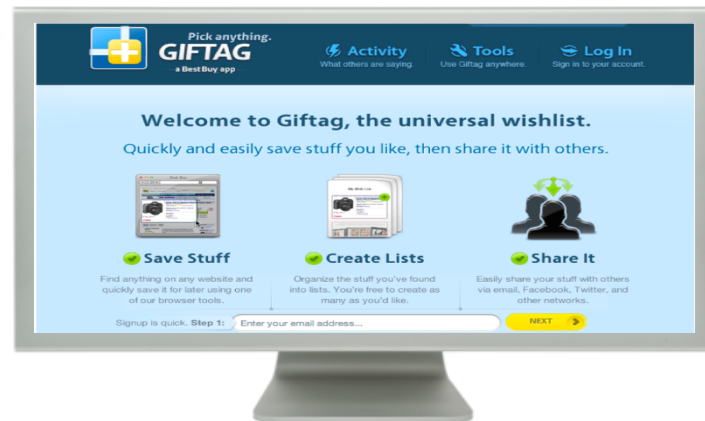 Pick anything.
GIFTAG
a Best Buy app
Activity
What others are saying.
Tools
Use Giftag anywhere.
Log In
Sign in to your account.
Welcome to Giftag, the universal wishlist.
Quickly and easily save stuff you like, then share it with others.
My Wish List
Save Stuff
Create Lists
Share It
Find anything on any website and
quickly save it for later using one
of our browser tools.
Organize the stuff you've found
into lists. You're free to create as
many as you'd like.
Easily share your stuff with others
via email, Facebook, Twitter, and
other networks.
Signup is quick. Step 1:
Enter your email address...
NEXT